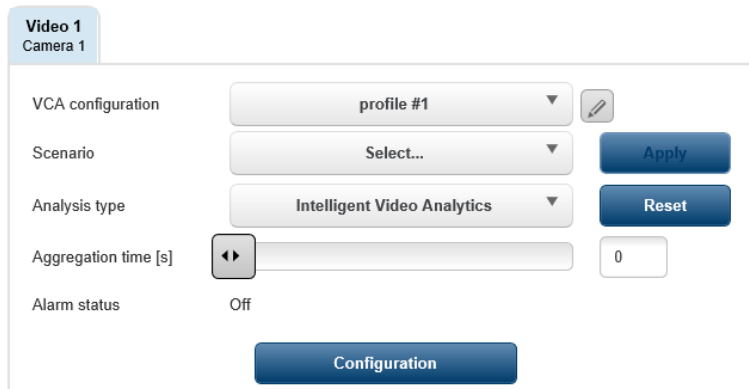 Video 1
Camera 1
VCA configuration profile #1
Scenario Select... Apply
Analysis type Intelligent Video Analytics Reset
Aggregation time [s] 0
Alarm status Off
Configuration